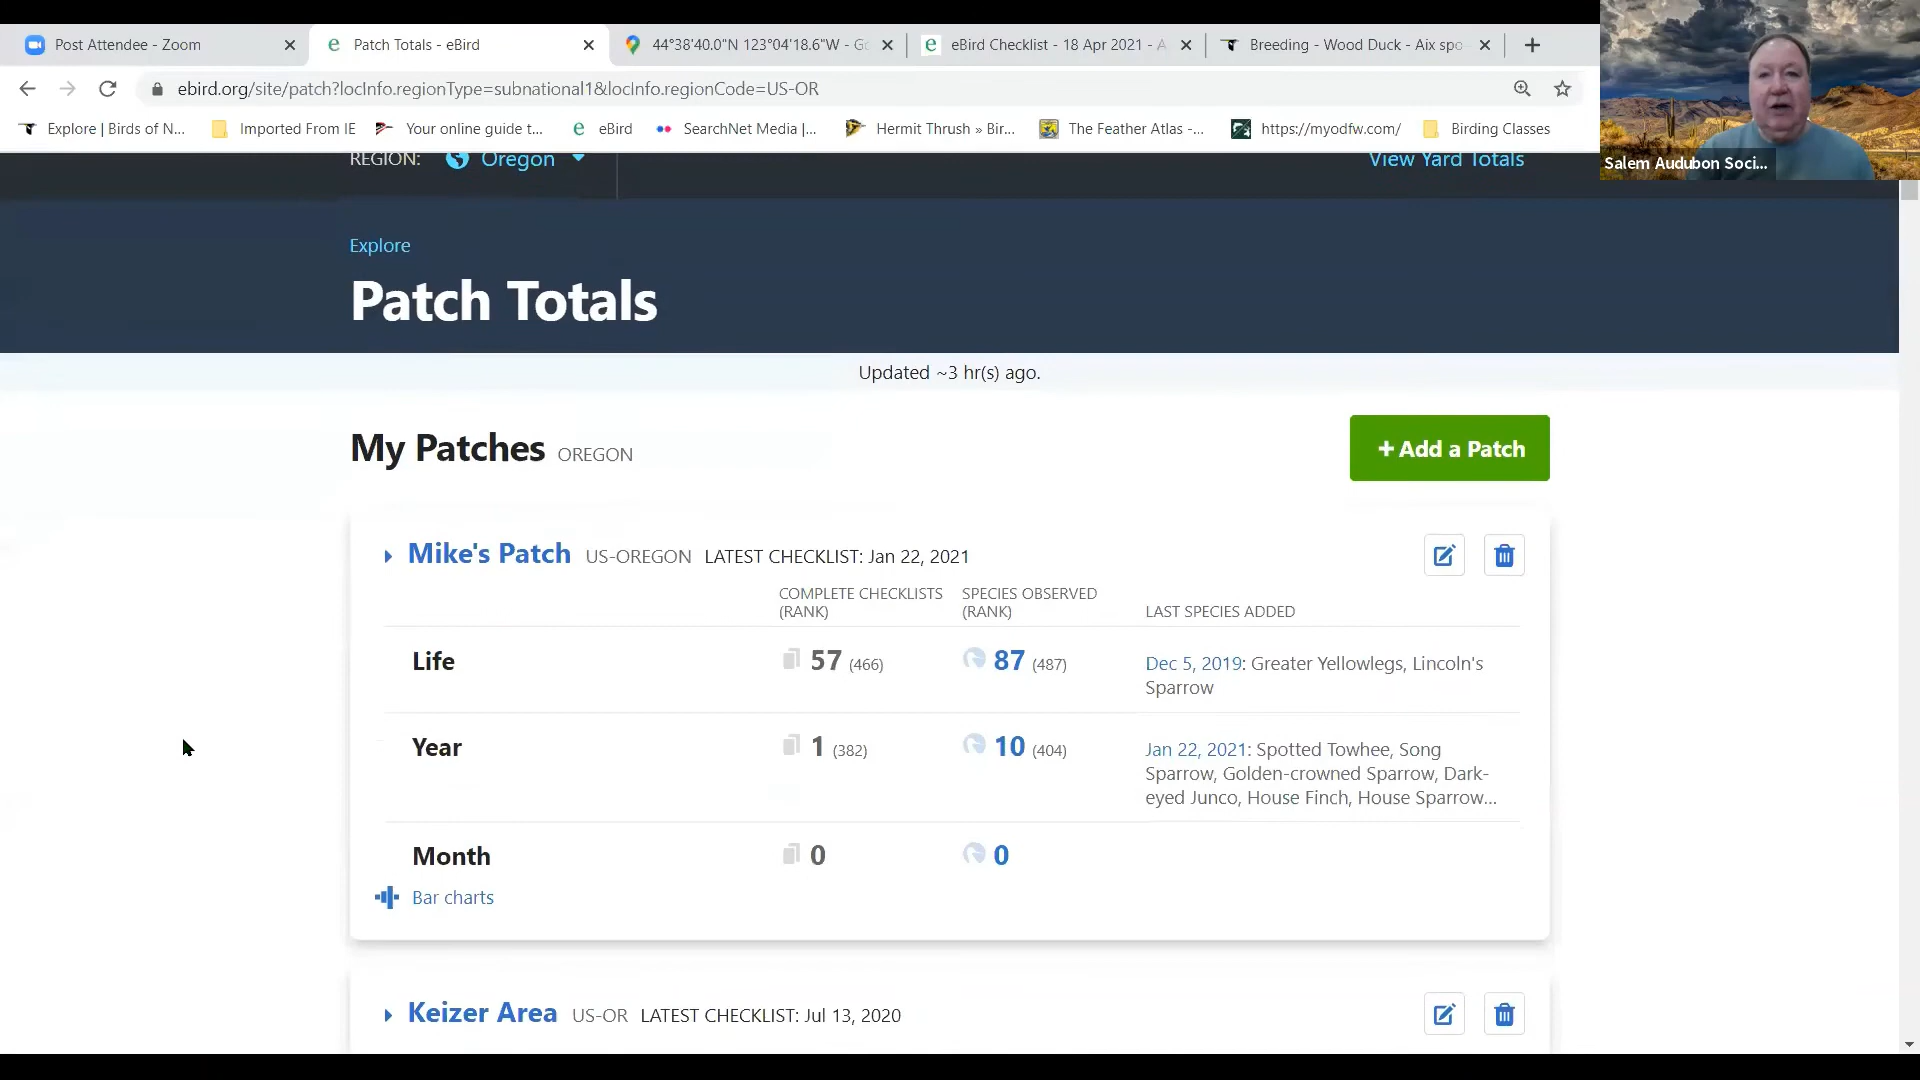 Post Attendee - Zoom
Patch Totals - eBird
44°38'40.0"N 123°04'18.6"W - Go
eBird Checklist - 18 Apr 2021 - A
Breeding - Wood Duck - Aix spo
ebird.org/site/patch?locInfo.regionType=subnational1&locInfo.regionCode=US-OR
Explore | Birds of N...
Imported From IE
Your online guide t...
eBird
SearchNet Media |...
Hermit Thrush » Bir...
The Feather Atlas -...
https://myodfw.com/
Birding Classes
Salem Audubon Soci...
REGION: Oregon
View Yard Totals
Explore
Patch Totals
Updated ~3 hr(s) ago.
My Patches OREGON
+ Add a Patch
Mike's Patch US-OREGON LATEST CHECKLIST: Jan 22, 2021
COMPLETE CHECKLISTS
(RANK)
SPECIES OBSERVED
(RANK)
LAST SPECIES ADDED
Life 57 (466) 87 (487)
Dec 5, 2019: Greater Yellowlegs, Lincoln's
Sparrow
Year 1 (382) 10 (404)
Jan 22, 2021: Spotted Towhee, Song
Sparrow, Golden-crowned Sparrow, Dark-
eyed Junco, House Finch, House Sparrow...
Month 0 0
Bar charts
Keizer Area US-OR LATEST CHECKLIST: Jul 13, 2020